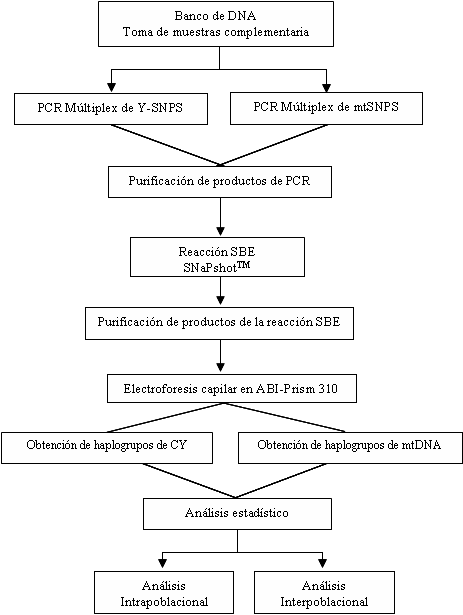 Banco de DNA
Toma de muestras complementaria
PCR Múltiplex de Y-SNPS
PCR Múltiplex de mtSNPS
Purificación de productos de PCR
Reacción SBE
SNaPshot™
Purificación de productos de la reacción SBE
Electroforesis capilar en ABI-Prism 310
Obtención de haplogrupos de CY
Obtención de haplogrupos de mtDNA
Análisis estadístico
Análisis
Intrapoblacional
Análisis
Interpoblacional